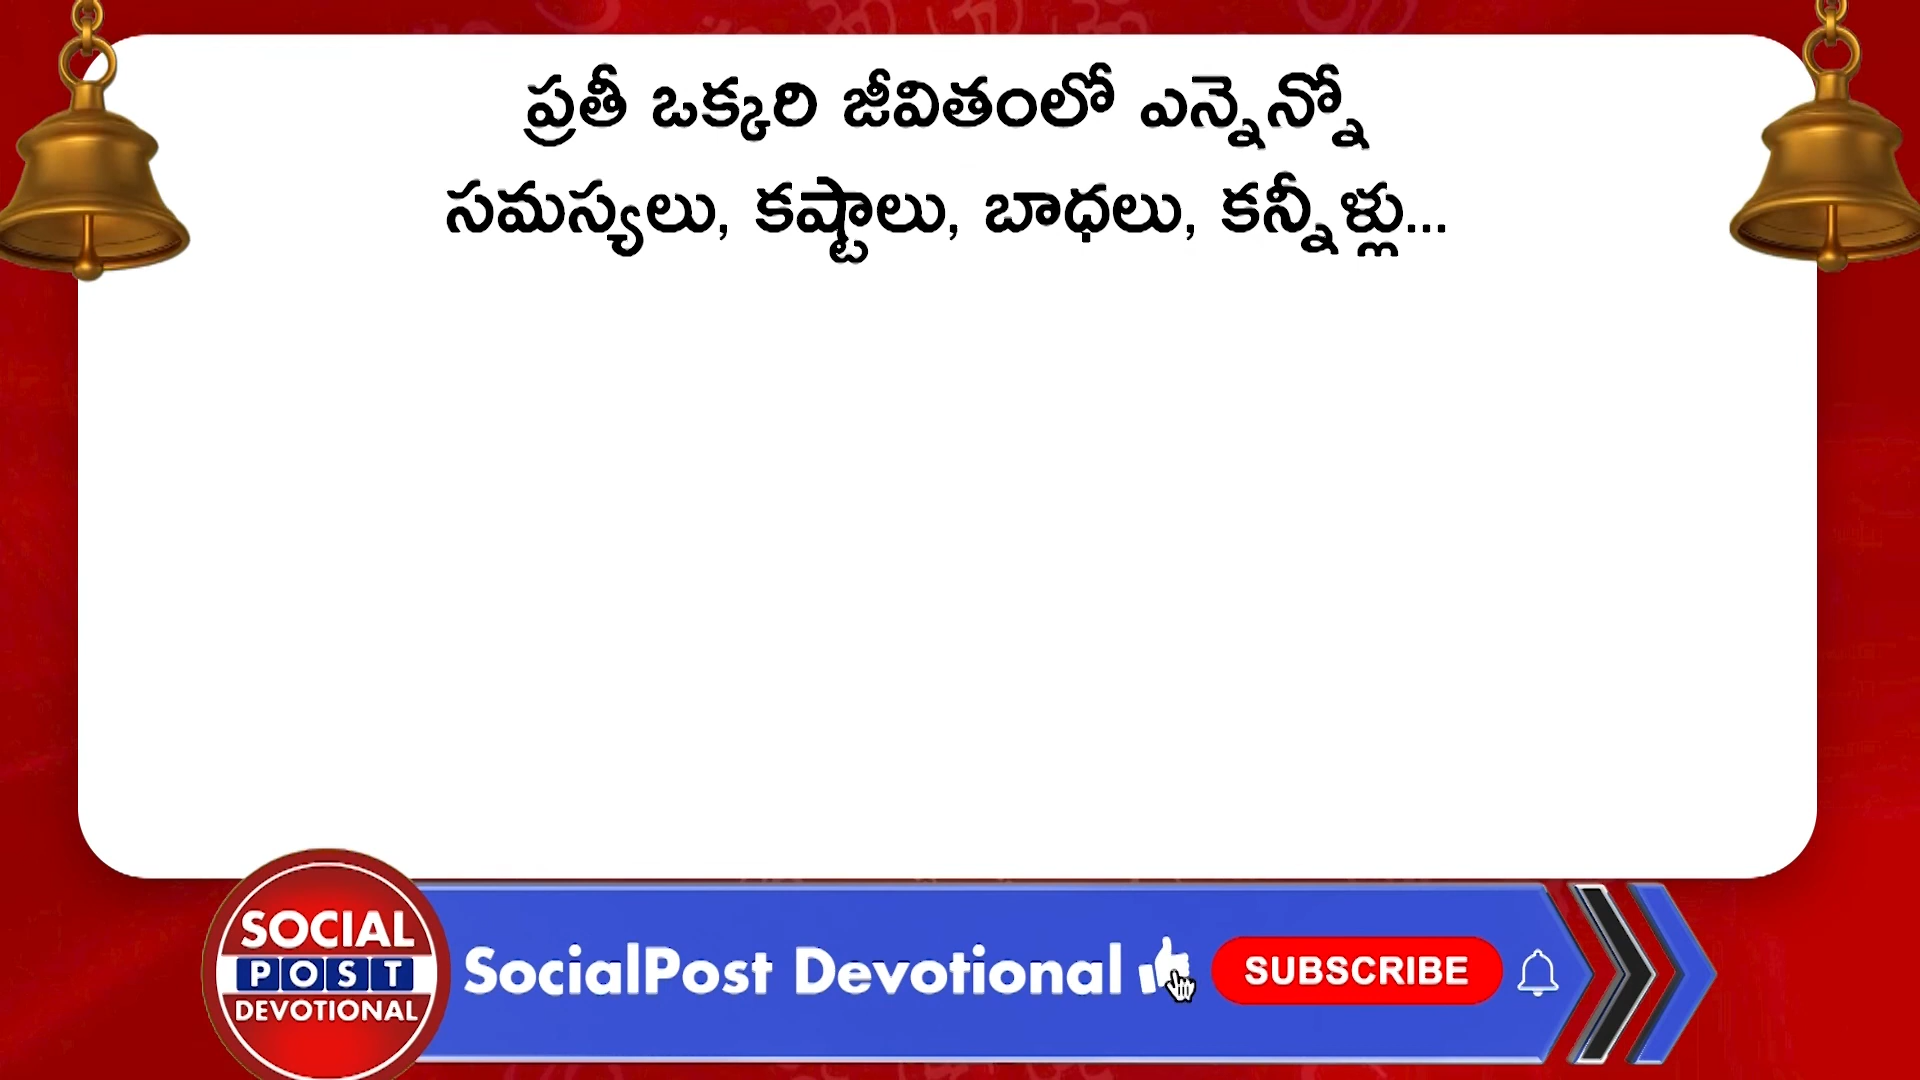 ప్రతీ ఒక్కరి జీవితంలో ఎన్నెన్నో
సమస్యలు, కష్టాలు, బాధలు, కన్నీళ్లు...
SOCIAL
POST
DEVOTIONAL
SocialPost Devotional
SUBSCRIBE